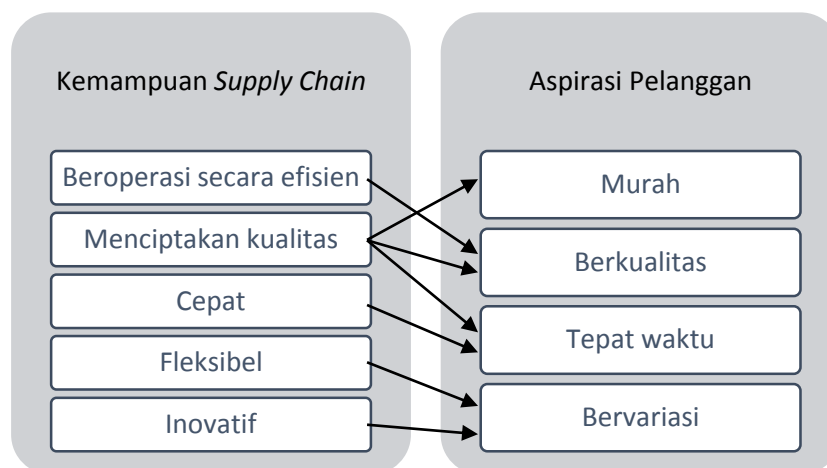 Kemampuan Supply Chain
Beroperasi secara efisien
Menciptakan kualitas
Cepat
Fleksibel
Inovatif
Aspirasi Pelanggan
Murah
Berkualitas
Tepat waktu
Bervariasi